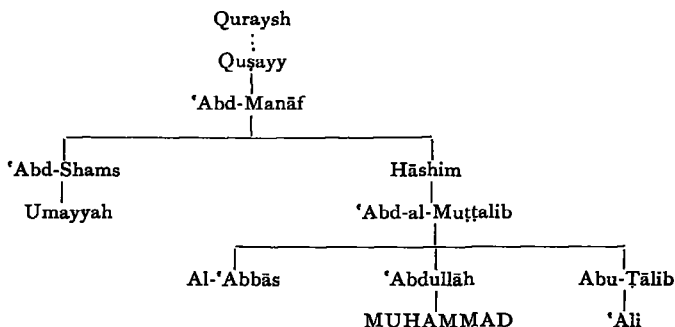 Quraysh
Quṣayy
ʿAbd-Manāf
ʿAbd-Shams Hāshim
Umayyah ʿAbd-al-Muṭṭalib
Al-ʿAbbās ʿAbdullāh Abu-Ṭālib
MUHAMMAD ʿAli